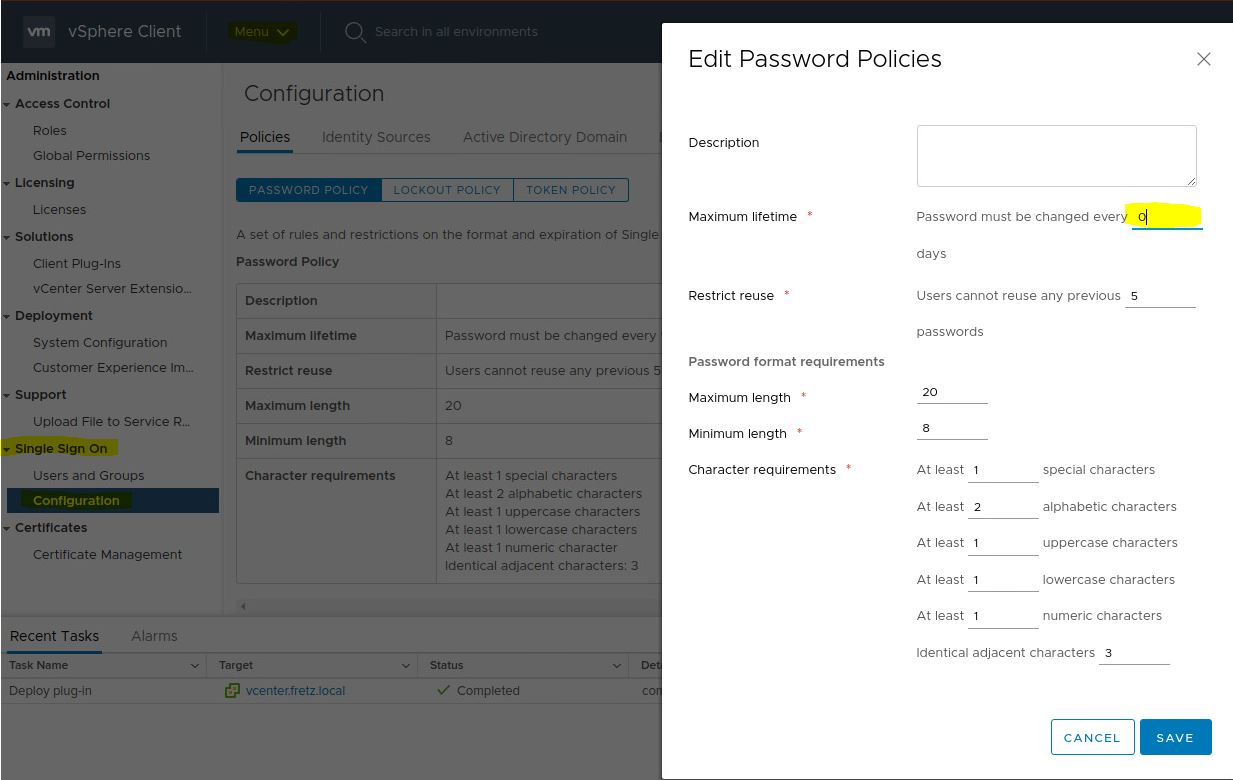 vm vSphere Client Menu Search in all environments
Administration
Access Control
Roles
Global Permissions
Licensing
Licenses
Solutions
Client Plug-Ins
vCenter Server Extensio...
Deployment
System Configuration
Customer Experience Im...
Support
Upload File to Service R...
Single Sign On
Users and Groups
Configuration
Certificates
Certificate Management
Configuration
Policies Identity Sources Active Directory Domain
PASSWORD POLICY LOCKOUT POLICY TOKEN POLICY
A set of rules and restrictions on the format and expiration of Single
Password Policy
Description
Maximum lifetime Password must be changed every
Restrict reuse Users cannot reuse any previous 5
Maximum length 20
Minimum length 8
Character requirements At least 1 special characters
At least 2 alphabetic characters
At least 1 uppercase characters
At least 1 lowercase characters
At least 1 numeric character
Identical adjacent characters: 3
Recent Tasks Alarms
Task Name Target Status Deta
Deploy plug-in vcenter.fretz.local Completed con
Edit Password Policies
Description
Maximum lifetime * Password must be changed every 0
days
Restrict reuse * Users cannot reuse any previous 5
passwords
Password format requirements
Maximum length * 20
Minimum length * 8
Character requirements * At least 1 special characters
At least 2 alphabetic characters
At least 1 uppercase characters
At least 1 lowercase characters
At least 1 numeric characters
Identical adjacent characters 3
CANCEL SAVE